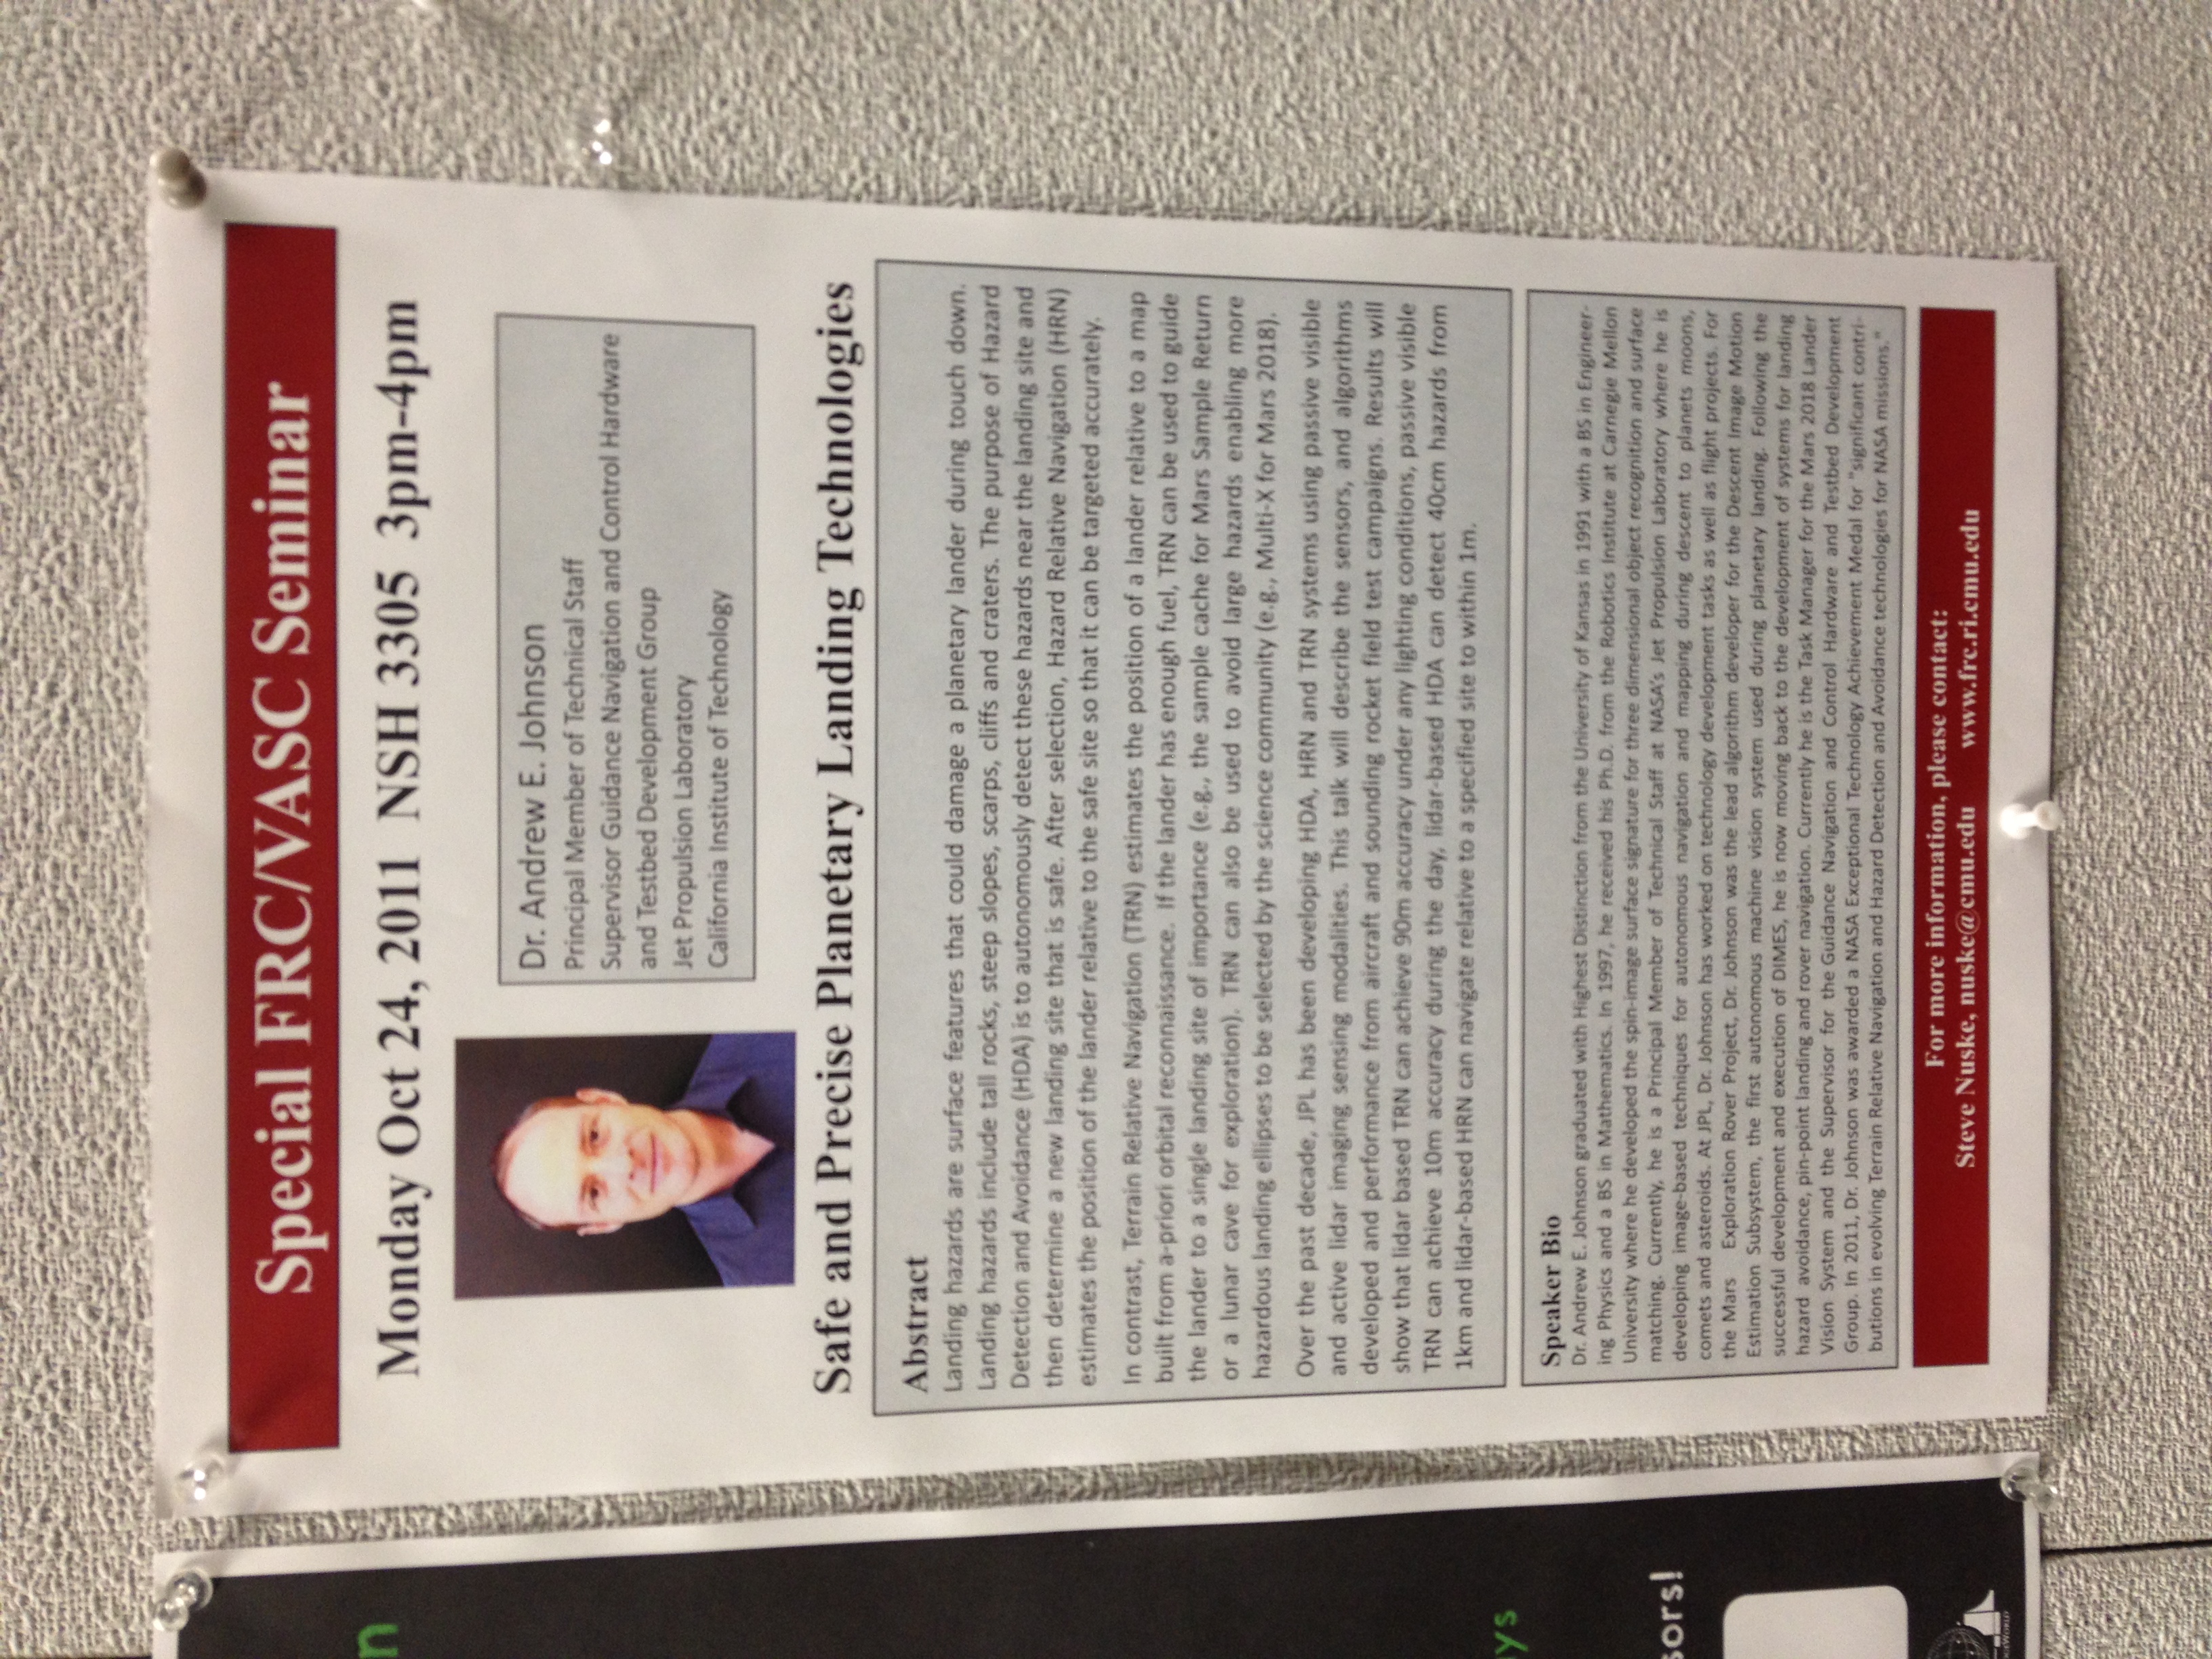 n
ys
sors!
Special FRC/VASC Seminar
Monday Oct 24, 2011 NSH 3305 3pm-4pm
Dr. Andrew E. Johnson
Principal Member of Technical Staff
Supervisor Guidance Navigation and Control Hardware
and Testbed Development Group
Jet Propulsion Laboratory
California Institute of Technology
Safe and Precise Planetary Landing Technologies
Abstract
Landing hazards are surface features that could damage a planetary lander during touch down.
Landing hazards include tall rocks, steep slopes, scarps, cliffs and craters. The purpose of Hazard
Detection and Avoidance (HDA) is to autonomously detect these hazards near the landing site and
then determine a new landing site that is safe. After selection, Hazard Relative Navigation (HRN)
estimates the position of the lander relative to the safe site so that it can be targeted accurately.
In contrast, Terrain Relative Navigation (TRN) estimates the position of a lander relative to a map
built from a-priori orbital reconnaissance. If the lander has enough fuel, TRN can be used to guide
the lander to a single landing site of importance (e.g., the sample cache for Mars Sample Return
or a lunar cave for exploration). TRN can also be used to avoid large hazards enabling more
hazardous landing ellipses to be selected by the science community (e.g., Multi-X for Mars 2018).
Over the past decade, JPL has been developing HDA, HRN and TRN systems using passive visible
and active lidar imaging sensing modalities. This talk will describe the sensors, and algorithms
developed and performance from aircraft and sounding rocket field test campaigns. Results will
show that lidar based TRN can achieve 90m accuracy under any lighting conditions, passive visible
TRN can achieve 10m accuracy during the day, lidar-based HDA can detect 40cm hazards from
1km and lidar-based HRN can navigate relative to a specified site to within 1m.
Speaker Bio
Dr. Andrew E. Johnson graduated with Highest Distinction from the University of Kansas in 1991 with a BS in Engineer-
ing Physics and a BS in Mathematics. In 1997, he received his Ph.D. from the Robotics Institute at Carnegie Mellon
University where he developed the spin-image surface signature for three dimensional object recognition and surface
matching. Currently, he is a Principal Member of Technical Staff at NASA's Jet Propulsion Laboratory where he is
developing image-based techniques for autonomous navigation and mapping during descent to planets moons,
comets and asteroids. At JPL, Dr. Johnson has worked on technology development tasks as well as flight projects. For
the Mars Exploration Rover Project, Dr. Johnson was the lead algorithm developer for the Descent Image Motion
Estimation Subsystem, the first autonomous machine vision system used during planetary landing. Following the
successful development and execution of DIMES, he is now moving back to the development of systems for landing
hazard avoidance, pin-point landing and rover navigation. Currently he is the Task Manager for the Mars 2018 Lander
Vision System and the Supervisor for the Guidance Navigation and Control Hardware and Testbed Development
Group. In 2011, Dr. Johnson was awarded a NASA Exceptional Technology Achievement Medal for "significant contri-
butions in evolving Terrain Relative Navigation and Hazard Detection and Avoidance technologies for NASA missions."
For more information, please contact:
Steve Nuske, nuske@cmu.edu www.frc.ri.cmu.edu